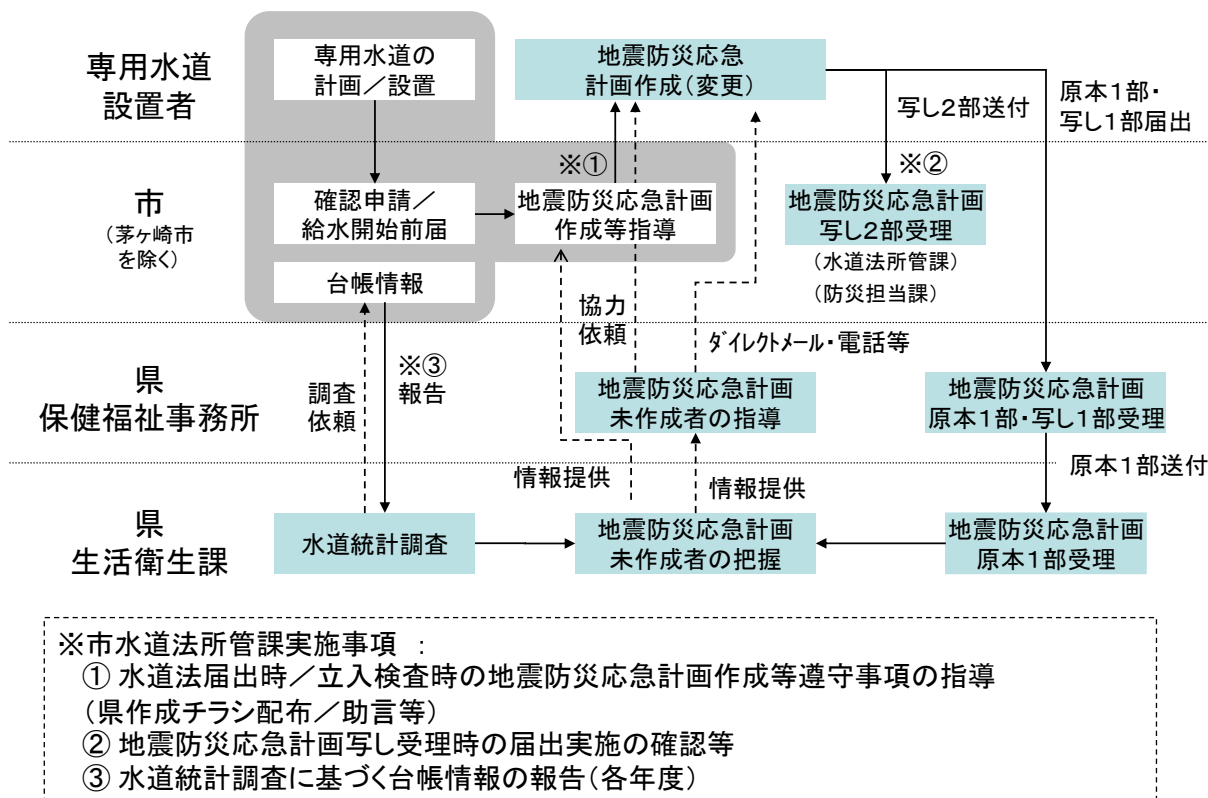 専用水道
設置者
専用水道の
計画／設置
地震防災応急
計画作成（変更）
写し２部送付
原本１部・
写し１部届出
市
（茅ヶ崎市
を除く）
確認申請／
給水開始前届
※①
地震防災応急計画
作成等指導
※②
地震防災応急計画
写し２部受理
（水道法所管課）
（防災担当課）
台帳情報
協力
依頼
ダイレクトメール・電話等
県
保健福祉事務所
調査
依頼
※③
報告
地震防災応急計画
未作成者の指導
地震防災応急計画
原本１部・写し１部受理
情報提供
情報提供
原本１部送付
県
生活衛生課
水道統計調査
地震防災応急計画
未作成者の把握
地震防災応急計画
原本１部受理
※市水道法所管課実施事項 ：
① 水道法届出時／立入検査時の地震防災応急計画作成等遵守事項の指導
（県作成チラシ配布／助言等）
② 地震防災応急計画写し受理時の届出実施の確認等
③ 水道統計調査に基づく台帳情報の報告（各年度）